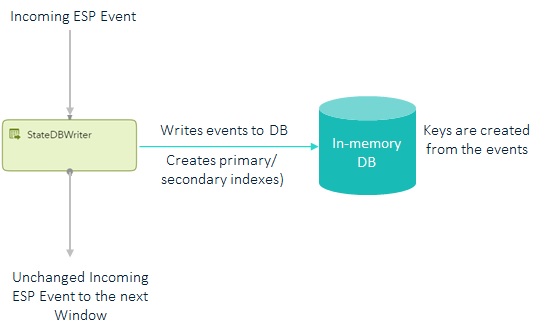 Incoming ESP Event
StateDBWriter
Writes events to DB
Creates primary/
secondary indexes)
In-memory
DB
Keys are created
from the events
Unchanged Incoming
ESP Event to the next
Window